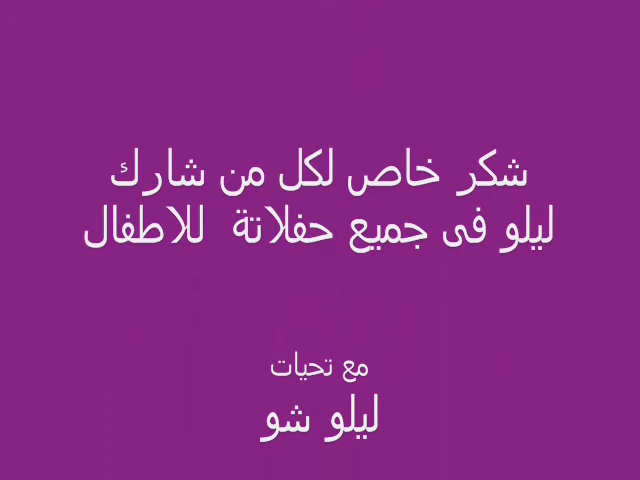 شكر خاص لكل من شارك
ليلو فى جميع حفلاتة للاطفال
مع تحيات
ليلو شو